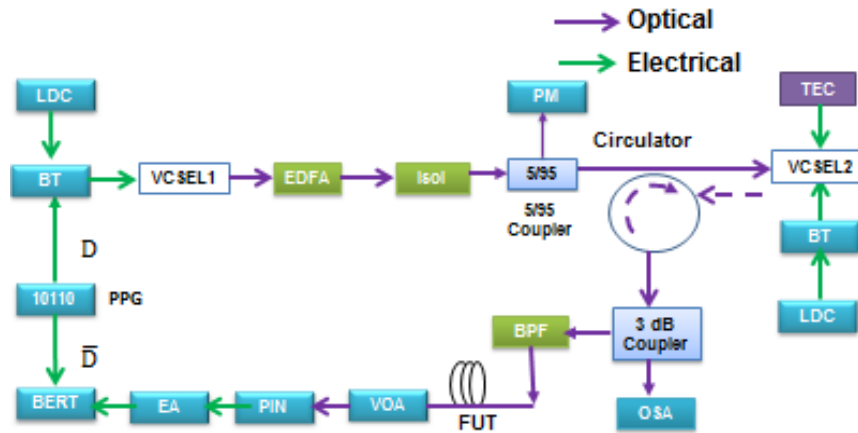 Optical
Electrical
LDC
PM
TEC
Circulator
BT
VCSEL1
EDFA
Isol
5/95
VCSEL2
5/95
Coupler
D
BT
10110
PPG
LDC
BPF
3 dB
Coupler
D̅
BERT
EA
PIN
VOA
FUT
OSA